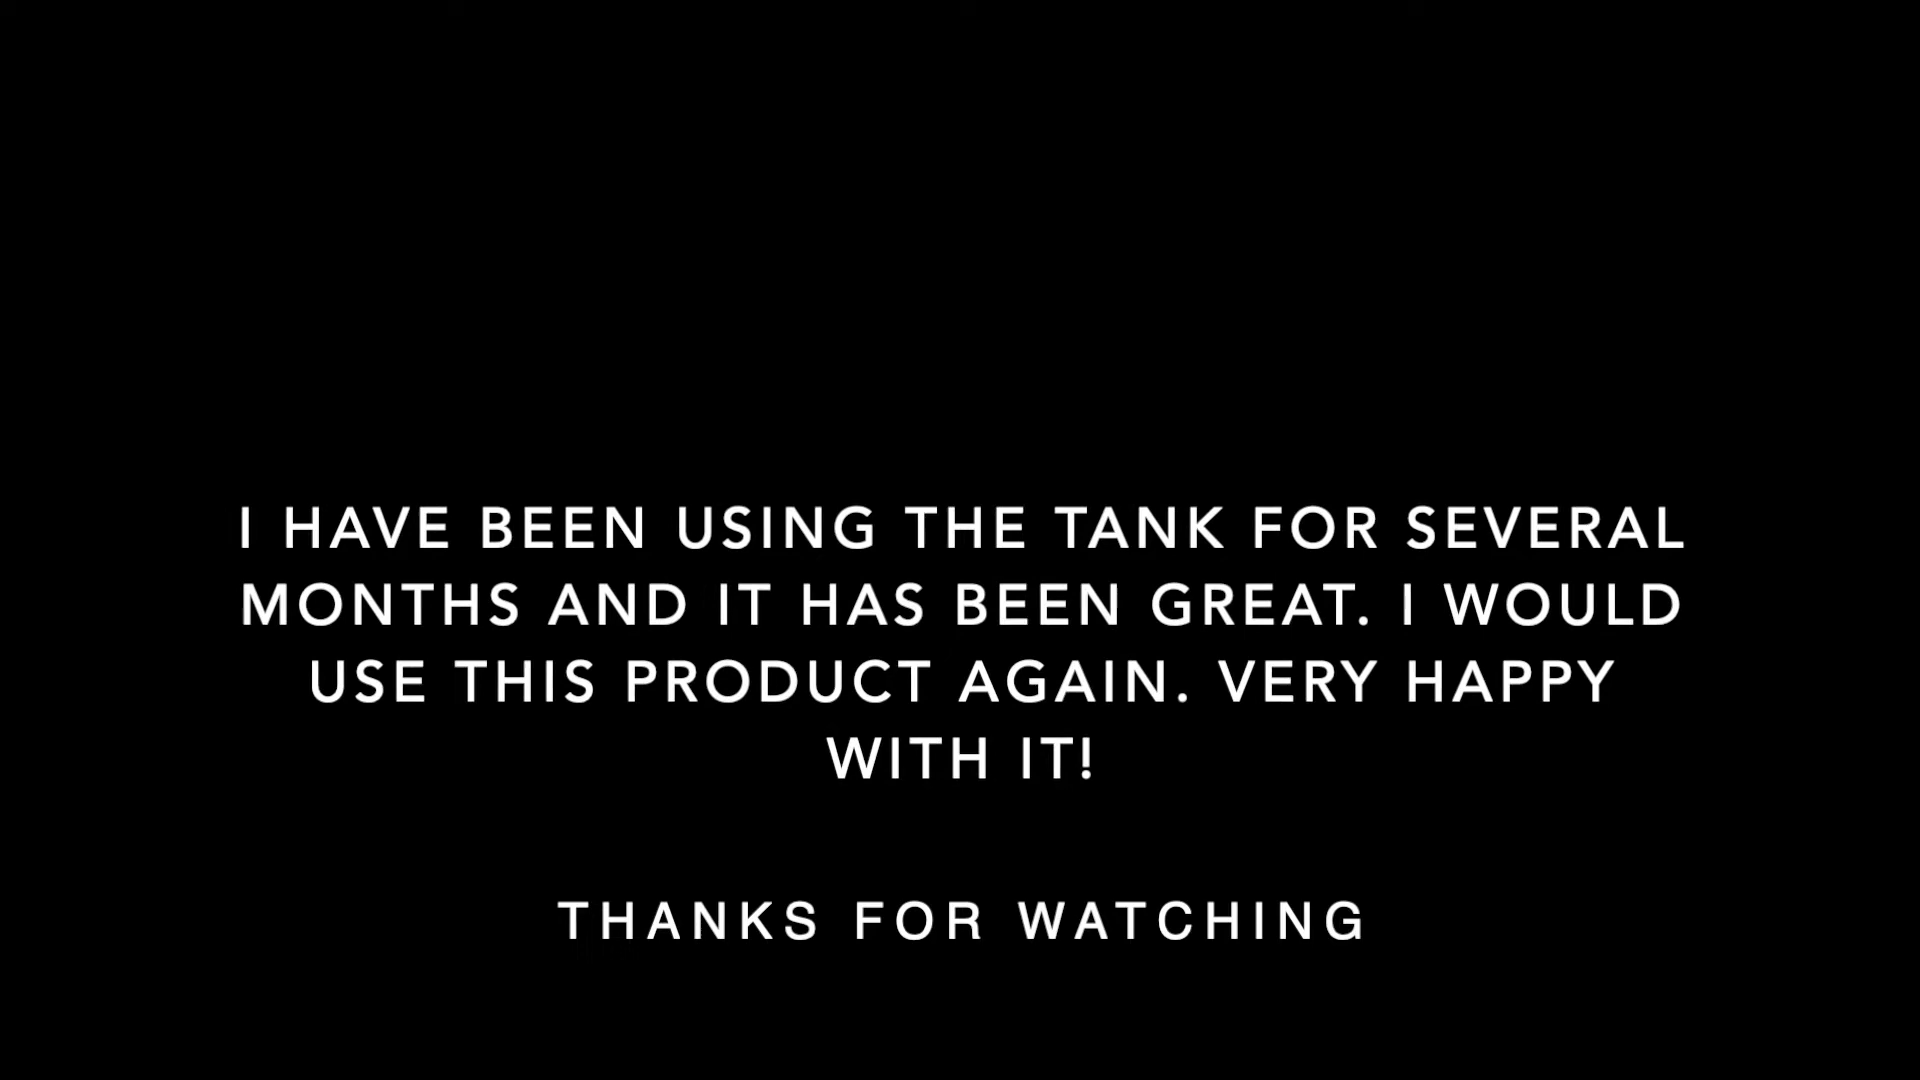 I HAVE BEEN USING THE TANK FOR SEVERAL
MONTHS AND IT HAS BEEN GREAT. I WOULD
USE THIS PRODUCT AGAIN. VERY HAPPY
WITH IT!
THANKS FOR WATCHING